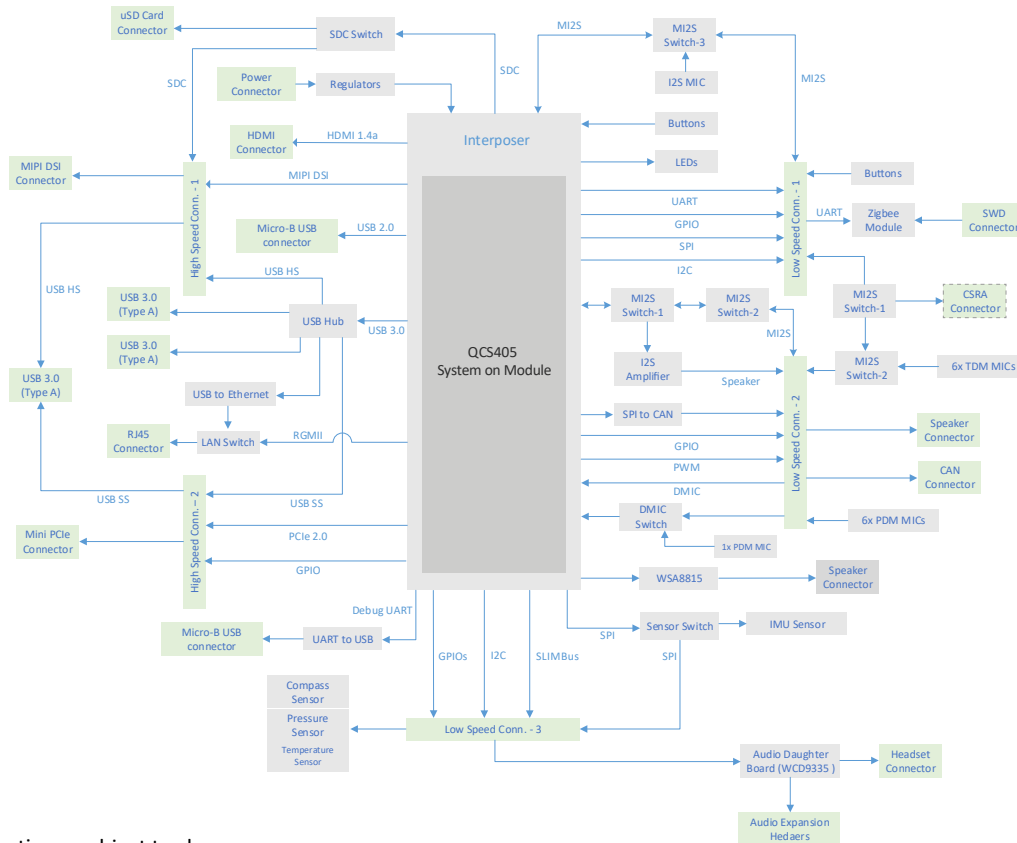 uSD Card
Connector
SDC Switch
MI2S
MI2S
Switch-3
I2S MIC
MI2S
SDC
SDC
Power
Connector
Regulators
HDMI
Connector
HDMI 1.4a
Interposer
Buttons
LEDs
MIPI DSI
Connector
MIPI DSI
High Speed Conn. - 1
Micro-B USB
connector
USB 2.0
USB HS
USB HS
USB 3.0
(Type A)
USB Hub
USB 3.0
USB 3.0
(Type A)
USB 3.0
(Type A)
USB to Ethernet
RJ45
Connector
LAN Switch
RGMII
USB SS
USB SS
High Speed Conn. – 2
Mini PCIe
Connector
PCIe 2.0
GPIO
QCS405
System on Module
UART
GPIO
SPI
I2C
Low Speed Conn. - 1
Buttons
UART
Zigbee
Module
SWD
Connector
MI2S
Switch-1
MI2S
Switch-2
MI2S
MI2S
Switch-1
CSRA
Connector
I2S
Amplifier
Speaker
MI2S
Switch-2
6x TDM MICs
Low Speed Conn. - 2
SPI to CAN
GPIO
PWM
DMIC
Speaker
Connector
CAN
Connector
DMIC
Switch
6x PDM MICs
1x PDM MIC
WSA8815
Speaker
Connector
Debug UART
Micro-B USB
connector
UART to USB
GPIOs
I2C
SLIMBus
SPI
Sensor Switch
IMU Sensor
SPI
Compass
Sensor
Pressure
Sensor
Temperature
Sensor
Low Speed Conn. - 3
Audio Daughter
Board (WCD9335 )
Headset
Connector
Audio Expansion
Hedaers